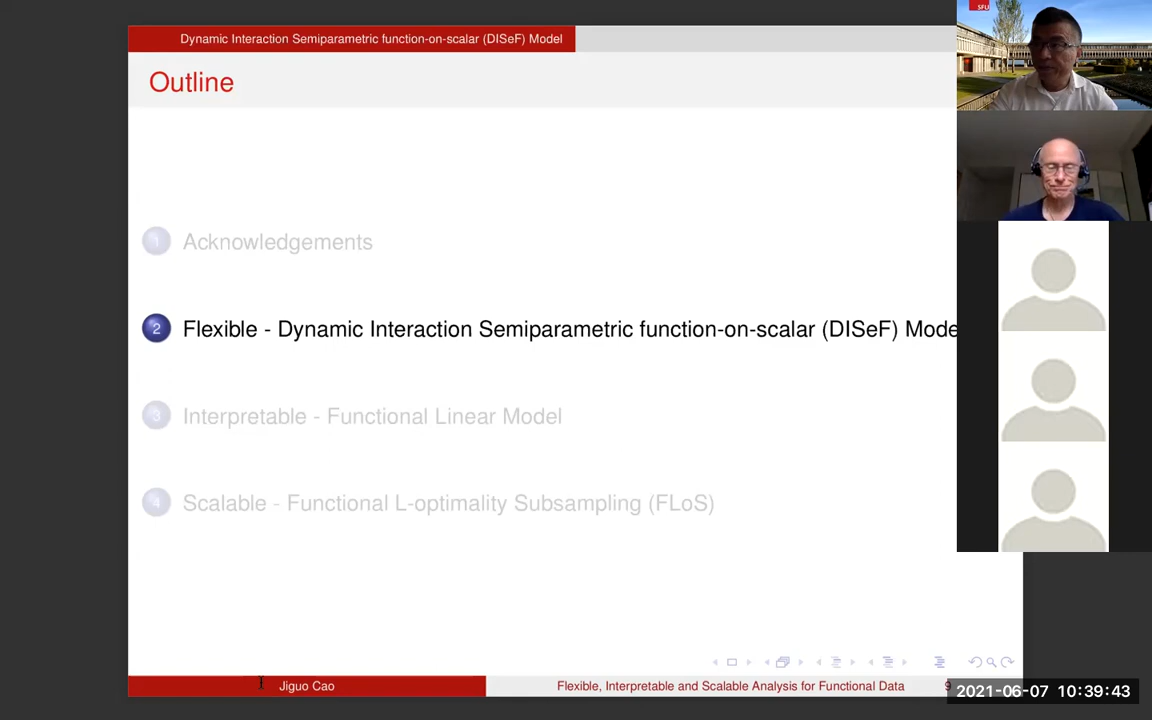 Dynamic Interaction Semiparametric function-on-scalar (DISeF) Model
SFU
Outline
1 Acknowledgements
2 Flexible - Dynamic Interaction Semiparametric function-on-scalar (DISeF) Mode
3 Interpretable - Functional Linear Model
4 Scalable - Functional L-optimality Subsampling (FLoS)
Jiguo Cao
Flexible, Interpretable and Scalable Analysis for Functional Data
9
2021-06-07 10:39:43